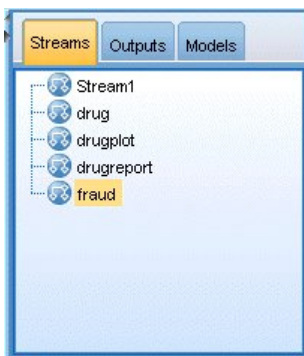 Streams Outputs Models
Stream1
drug
drugplot
drugreport
fraud